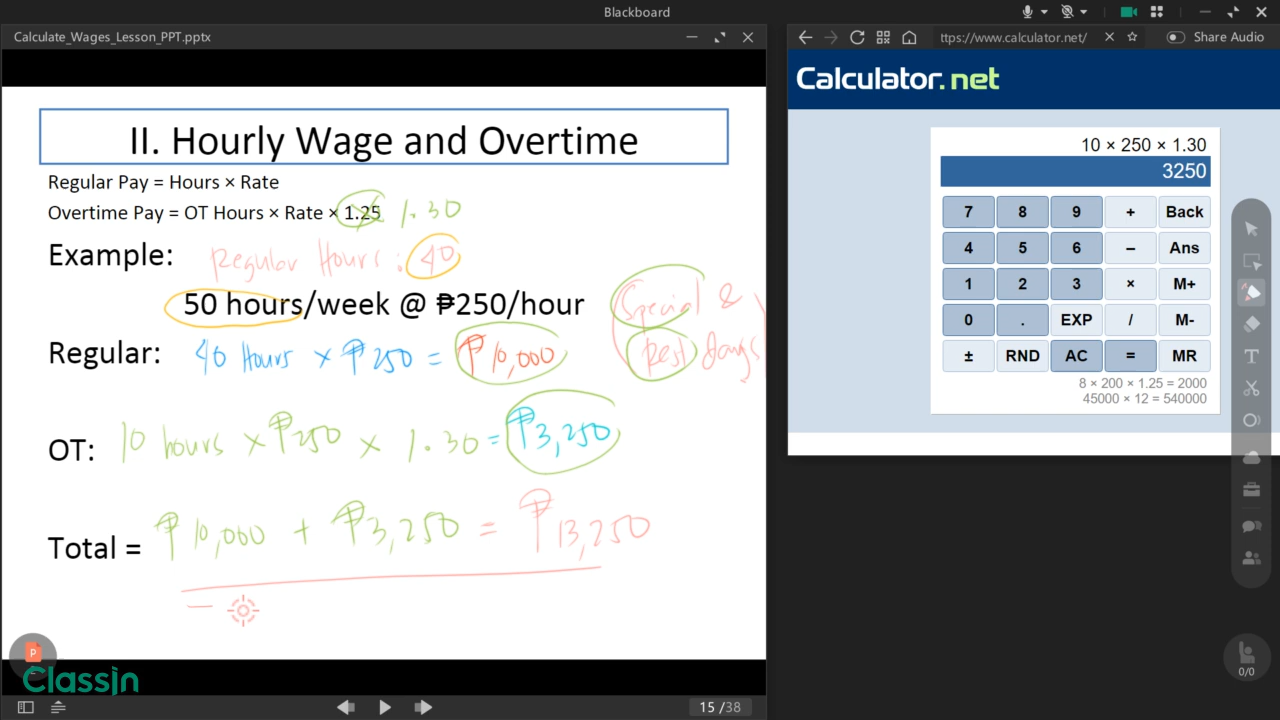 Blackboard
Calculate_Wages_Lesson_PPT.pptx
II. Hourly Wage and Overtime
Regular Pay = Hours × Rate
Overtime Pay = OT Hours × Rate × 1.25 1.30
Example: Regular Hours : 40
50 hours/week @ ₱250/hour
Special &
Rest days
Regular: 40 hours × ₱250 = ₱10,000
OT: 10 hours × ₱250 × 1.30 = ₱3,250
Total = ₱10,000 + ₱3,250 = ₱13,250
P
ClassIn
15 /38
ttps://www.calculator.net/
Share Audio
Calculator.net
10 × 250 × 1.30
3250
7 8 9 + Back
4 5 6 – Ans
1 2 3 × M+
0 . EXP / M-
± RND AC = MR
8 × 200 × 1.25 = 2000
45000 × 12 = 540000
T
0/0